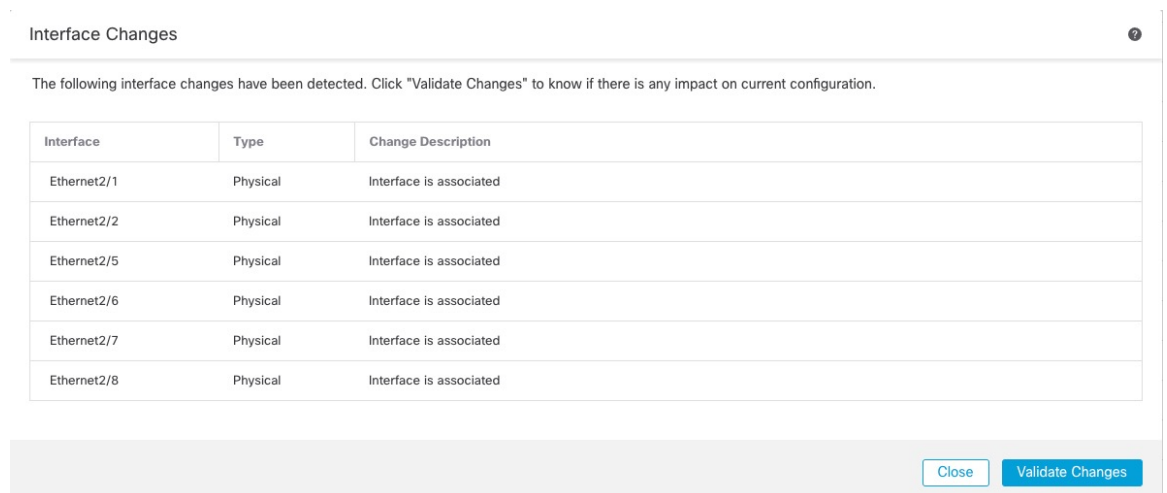 Interface Changes
?
The following interface changes have been detected. Click "Validate Changes" to know if there is any impact on current configuration.
Interface Type Change Description
Ethernet2/1 Physical Interface is associated
Ethernet2/2 Physical Interface is associated
Ethernet2/5 Physical Interface is associated
Ethernet2/6 Physical Interface is associated
Ethernet2/7 Physical Interface is associated
Ethernet2/8 Physical Interface is associated
Close Validate Changes